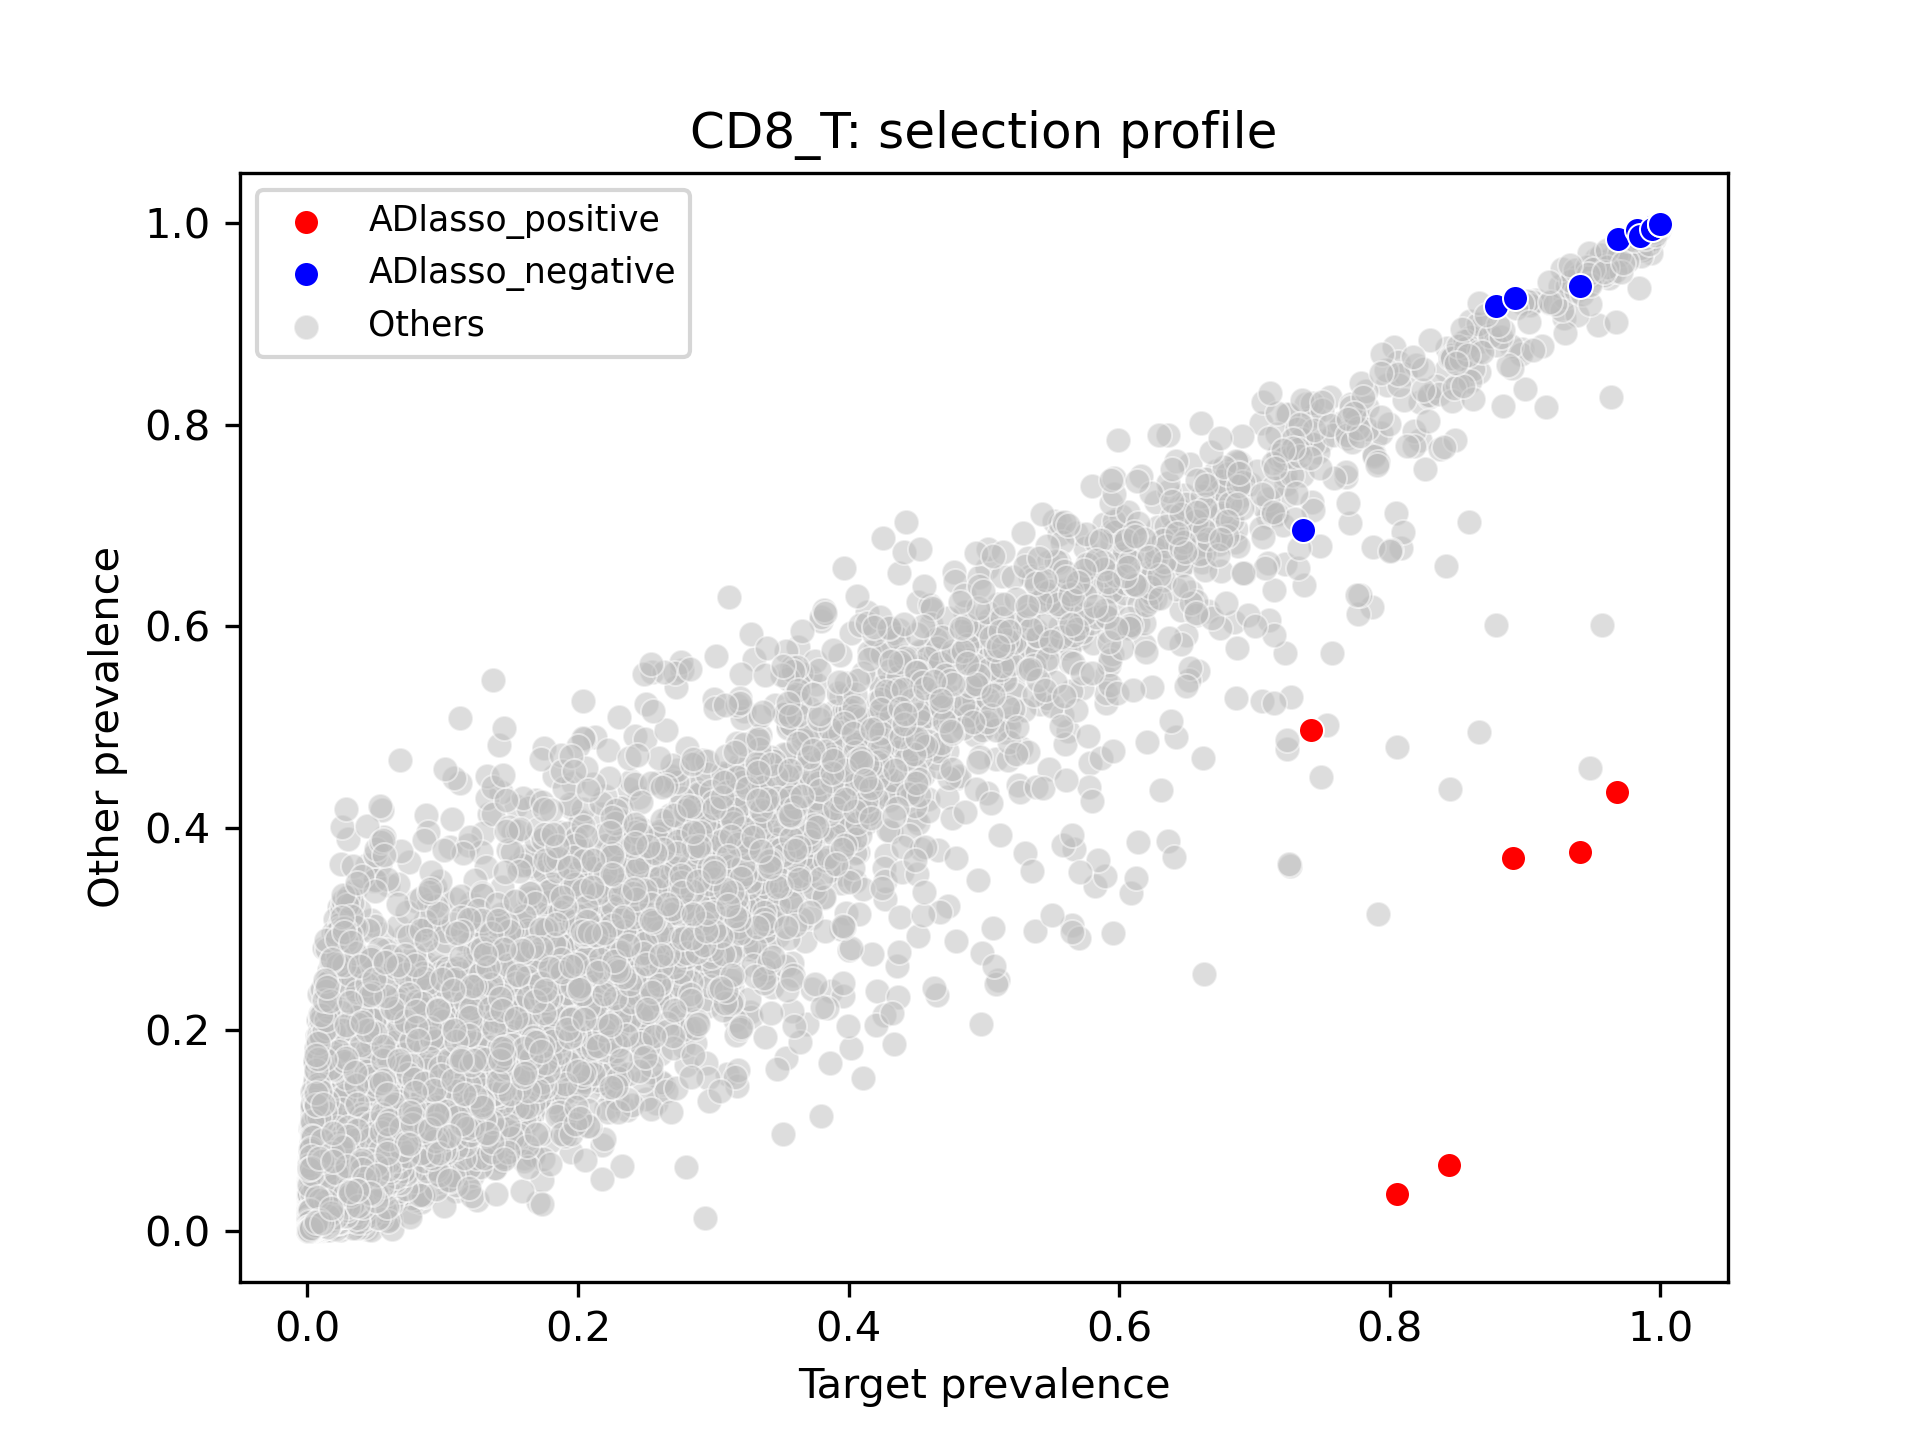 CD8_T: selection profile
ADlasso_positive
ADlasso_negative
Others
1.0
0.8
0.6
0.4
0.2
0.0
Other prevalence
0.0 0.2 0.4 0.6 0.8 1.0
Target prevalence